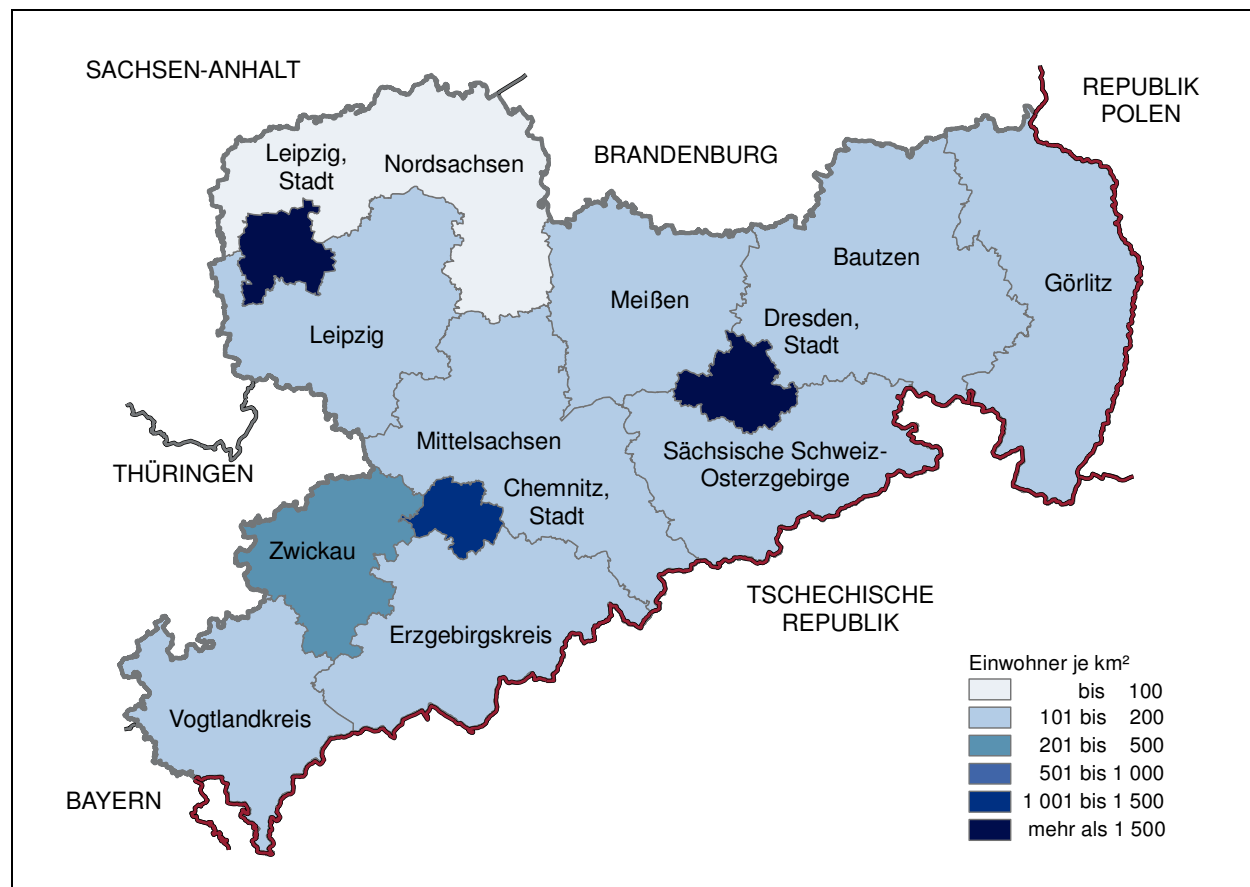 SACHSEN-ANHALT
REPUBLIK
POLEN
BRANDENBURG
Leipzig,
Stadt
Nordsachsen
Bautzen
Görlitz
Meißen
Dresden,
Stadt
Leipzig
Mittelsachsen
Sächsische Schweiz-
Osterzgebirge
THÜRINGEN
Chemnitz,
Stadt
Zwickau
TSCHECHISCHE
REPUBLIK
Erzgebirgskreis
Vogtlandkreis
BAYERN
Einwohner je km²
bis 100
101 bis 200
201 bis 500
501 bis 1 000
1 001 bis 1 500
mehr als 1 500